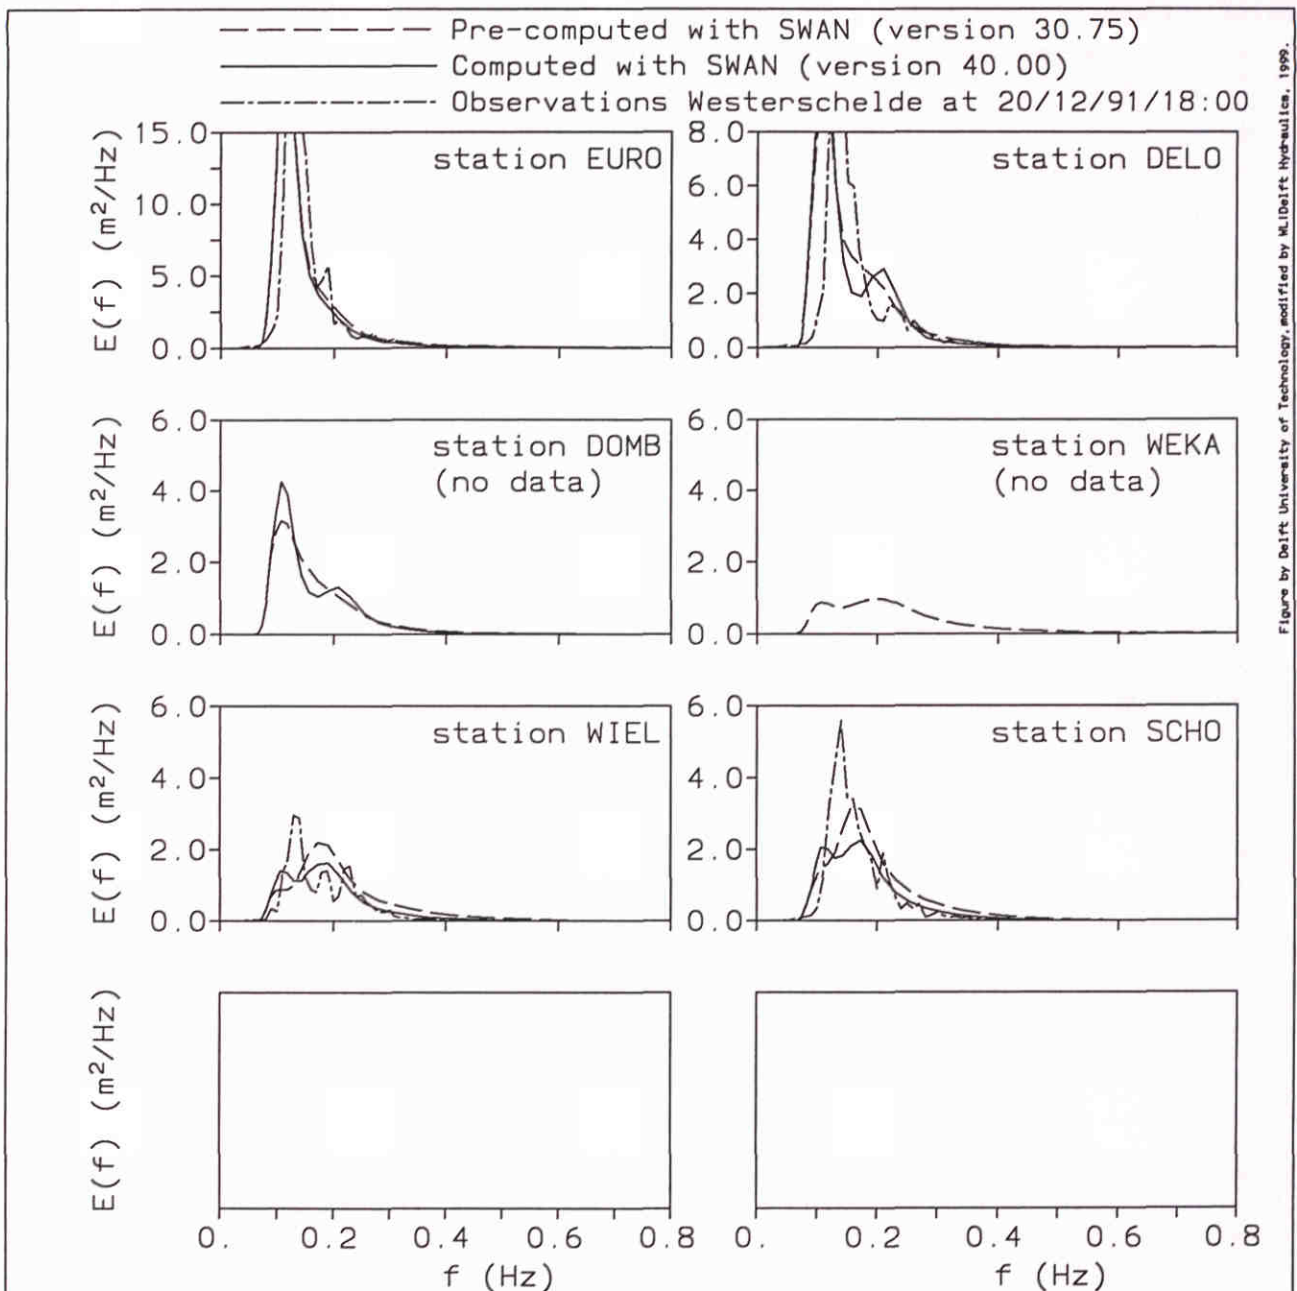 Pre-computed with SWAN (version 30.75)
Computed with SWAN (version 40.00)
Observations Westerschelde at 20/12/91/18:00
E(f) (m²/Hz)
15.0
10.0
5.0
0.0
station EURO
8.0
6.0
4.0
2.0
0.0
station DELO
E(f) (m²/Hz)
6.0
4.0
2.0
0.0
station DOMB
(no data)
6.0
4.0
2.0
0.0
station WEKA
(no data)
E(f) (m²/Hz)
6.0
4.0
2.0
0.0
station WIEL
6.0
4.0
2.0
0.0
station SCHO
E(f) (m²/Hz)
0. 0.2 0.4 0.6 0.8
f (Hz)
0. 0.2 0.4 0.6 0.8
f (Hz)
Figure by Delft University of Technology, modified by WL|Delft Hydraulics, 1999.